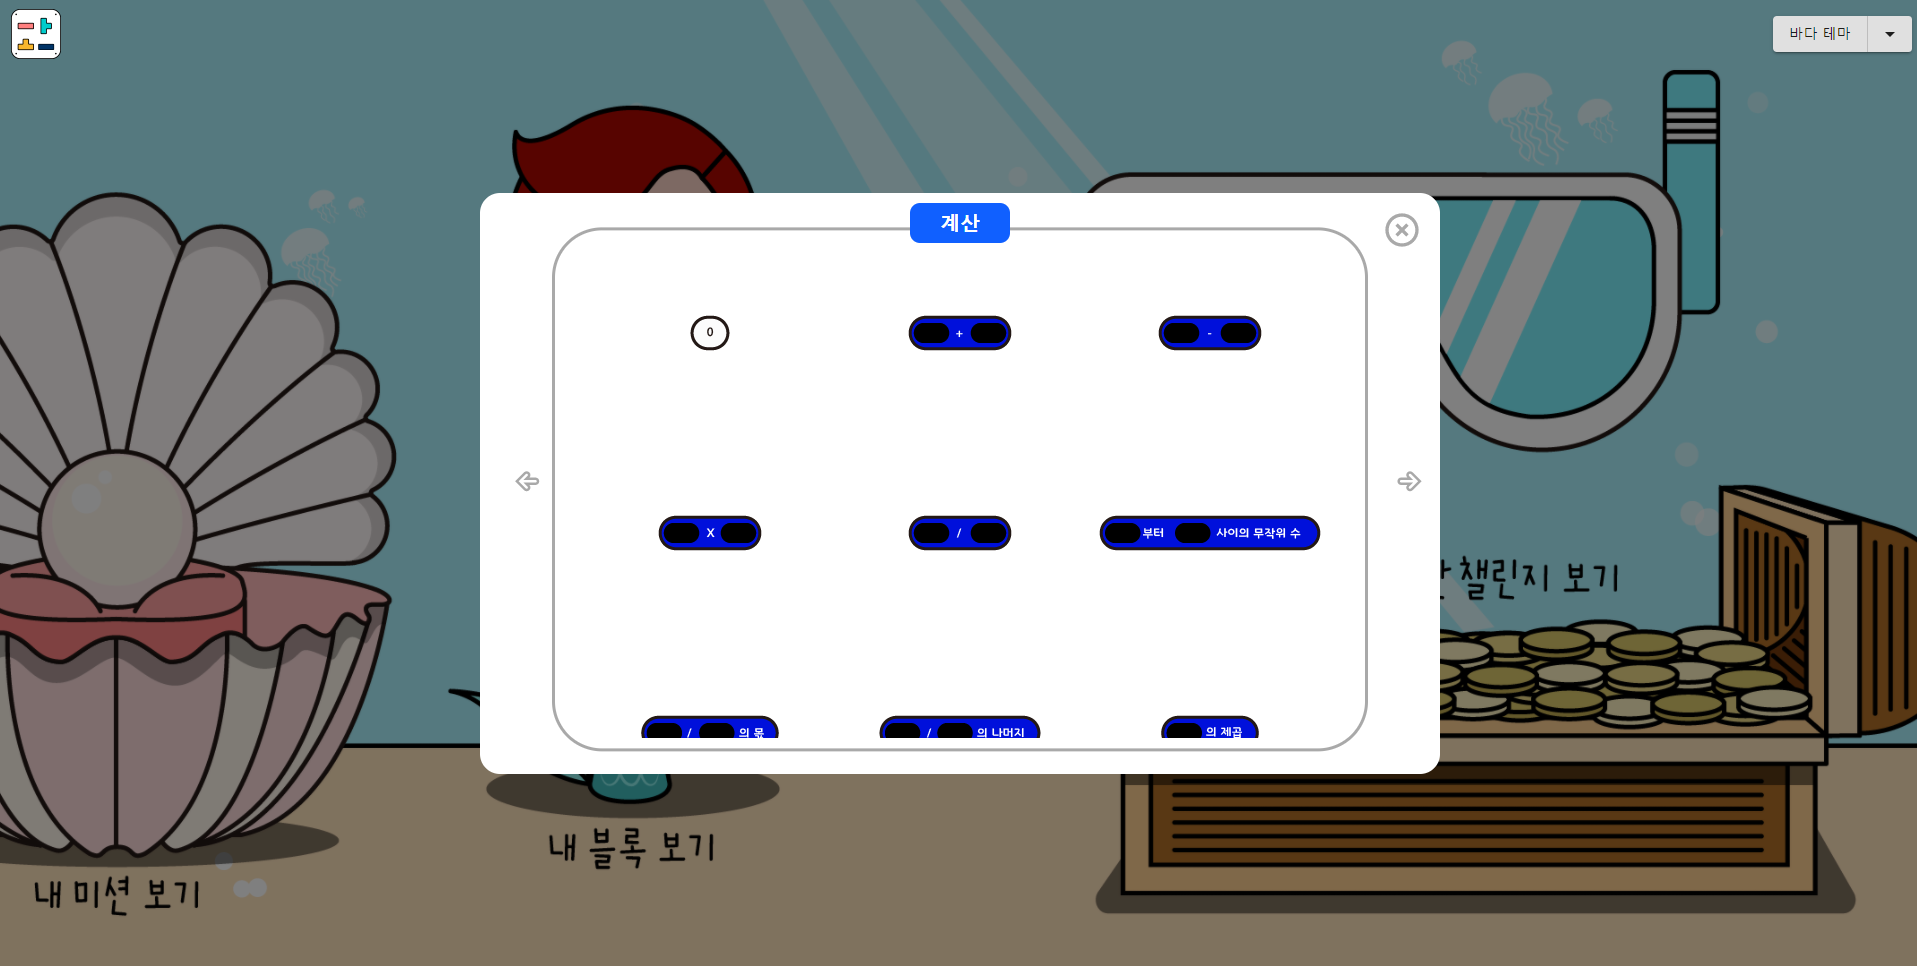 바다 테마
계산
0
+
-
X
/
부터 사이의 무작위 수
/ 의 몫
/ 의 나머지
의 제곱
챌린지 보기
내 블록 보기
내 미션 보기